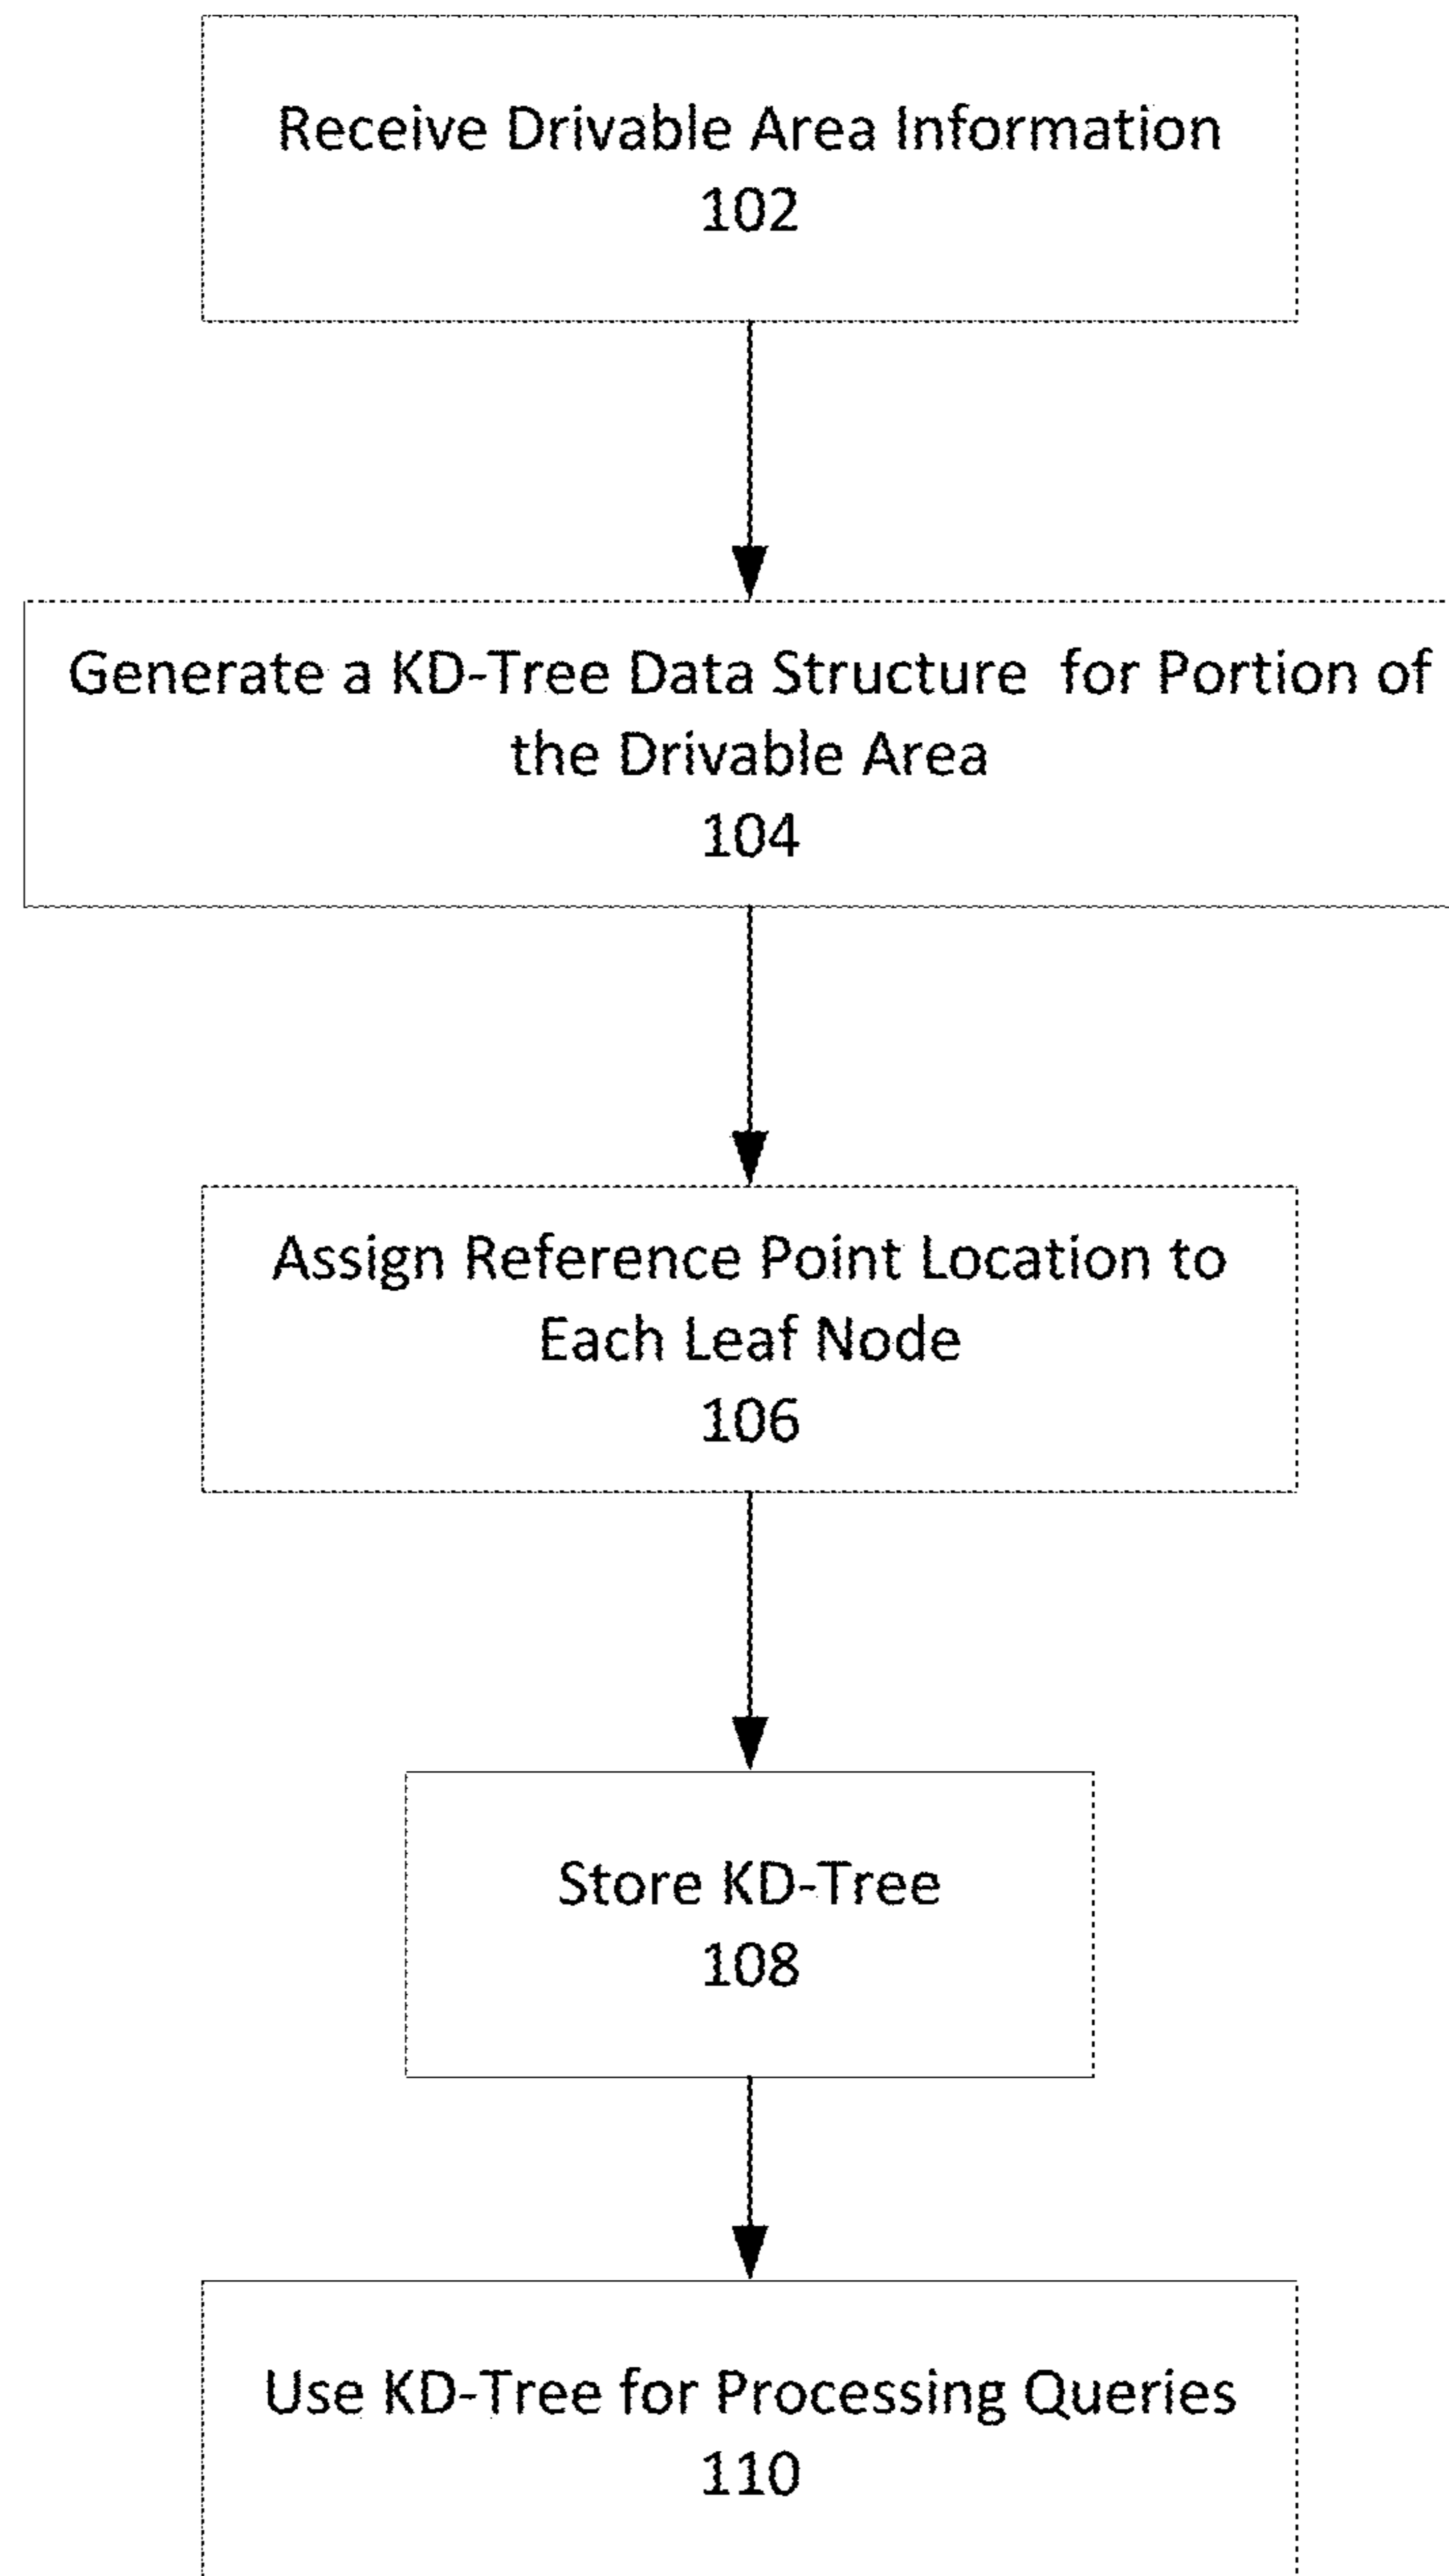 Receive Drivable Area Information
102
Generate a KD-Tree Data Structure for Portion of
the Drivable Area
104
Assign Reference Point Location to
Each Leaf Node
106
Store KD-Tree
108
Use KD-Tree for Processing Queries
110